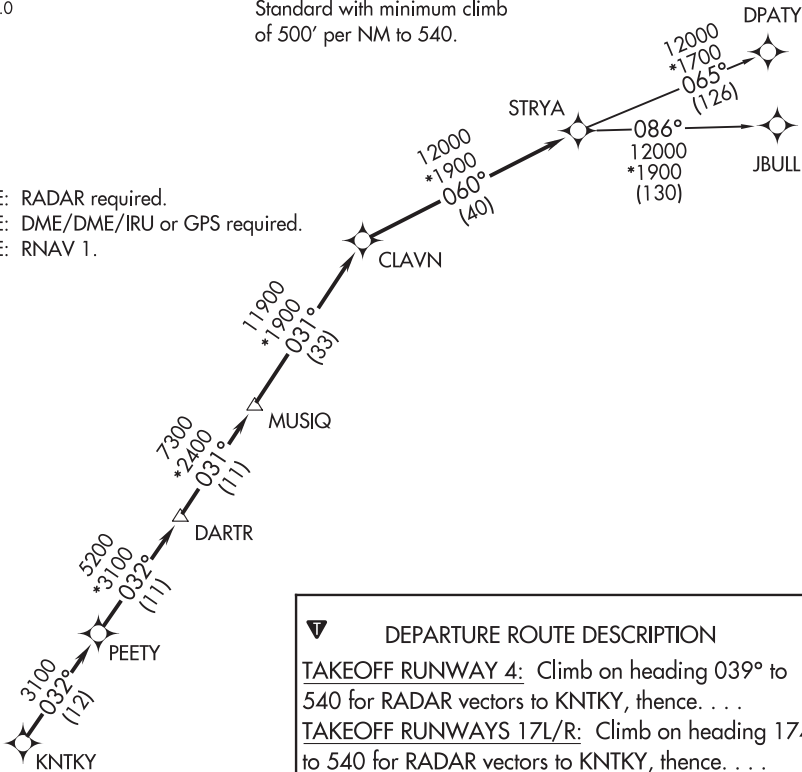 .0
Standard with minimum climb
of 500' per NM to 540.
DPATY
12000
*1700
065°
(126)
STRYA
086°
12000
*1900
(130)
JBULL
12000
*1900
060°
(40)
E: RADAR required.
E: DME/DME/IRU or GPS required.
E: RNAV 1.
CLAVN
11900
*1900
031°
(33)
MUSIQ
7300
*2400
031°
(11)
DARTR
5200
*3100
032°
(11)
PEETY
3100
032°
(12)
KNTKY
T
DEPARTURE ROUTE DESCRIPTION
TAKEOFF RUNWAY 4: Climb on heading 039° to
540 for RADAR vectors to KNTKY, thence. . . .
TAKEOFF RUNWAYS 17L/R: Climb on heading 174
to 540 for RADAR vectors to KNTKY, thence. . . .